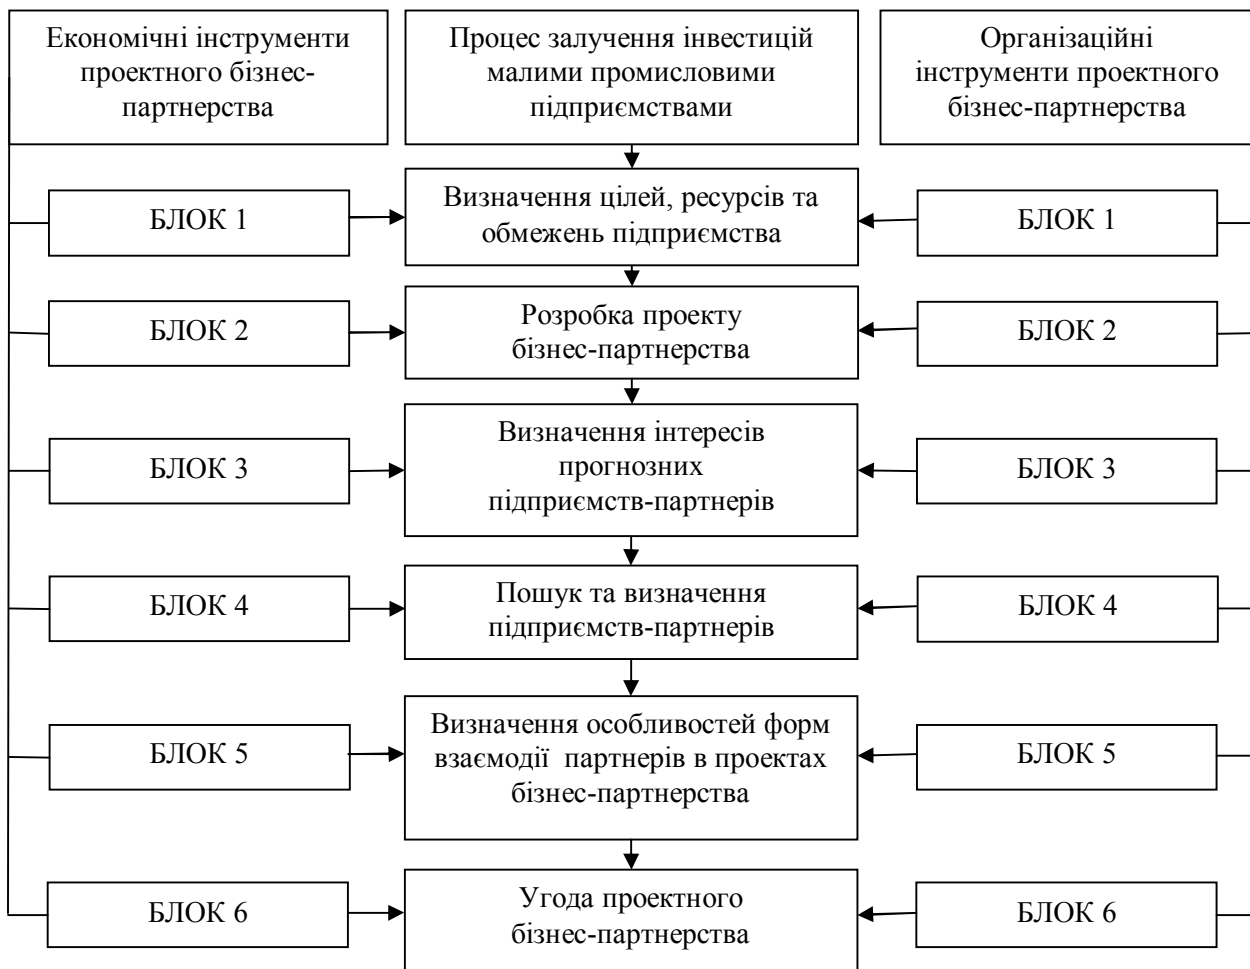 Економічні інструменти
проектного бізнес-
партнерства
Процес залучення інвестицій
малими промисловими
підприємствами
Організаційні
інструменти проектного
бізнес-партнерства
БЛОК 1
Визначення цілей, ресурсів та
обмежень підприємства
БЛОК 1
БЛОК 2
Розробка проекту
бізнес-партнерства
БЛОК 2
БЛОК 3
Визначення інтересів
прогнозних
підприємств-партнерів
БЛОК 3
БЛОК 4
Пошук та визначення
підприємств-партнерів
БЛОК 4
БЛОК 5
Визначення особливостей форм
взаємодії партнерів в проектах
бізнес-партнерства
БЛОК 5
БЛОК 6
Угода проектного
бізнес-партнерства
БЛОК 6